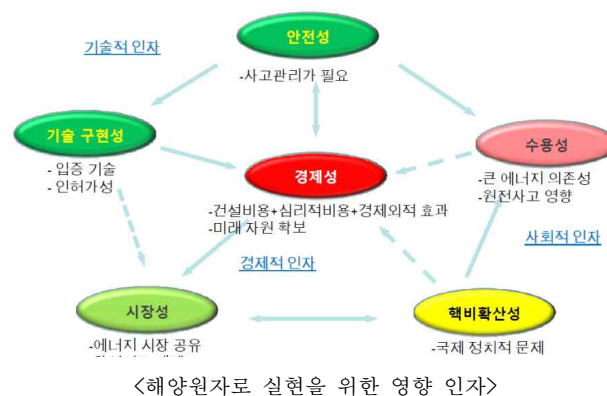 안전성
기술적 인자
-사고관리가 필요
기술 구현성
- 입증 기술
- 인허가성
수용성
-큰 에너지 의존성
-원전사고 영향
경제성
-건설비용+심리적비용+경제외적 효과
-미래 자원 확보
사회적 인자
경제적 인자
시장성
-에너지 시장 공유
핵비확산성
-국제 정치적 문제
<해양원자로 실현을 위한 영향 인자>